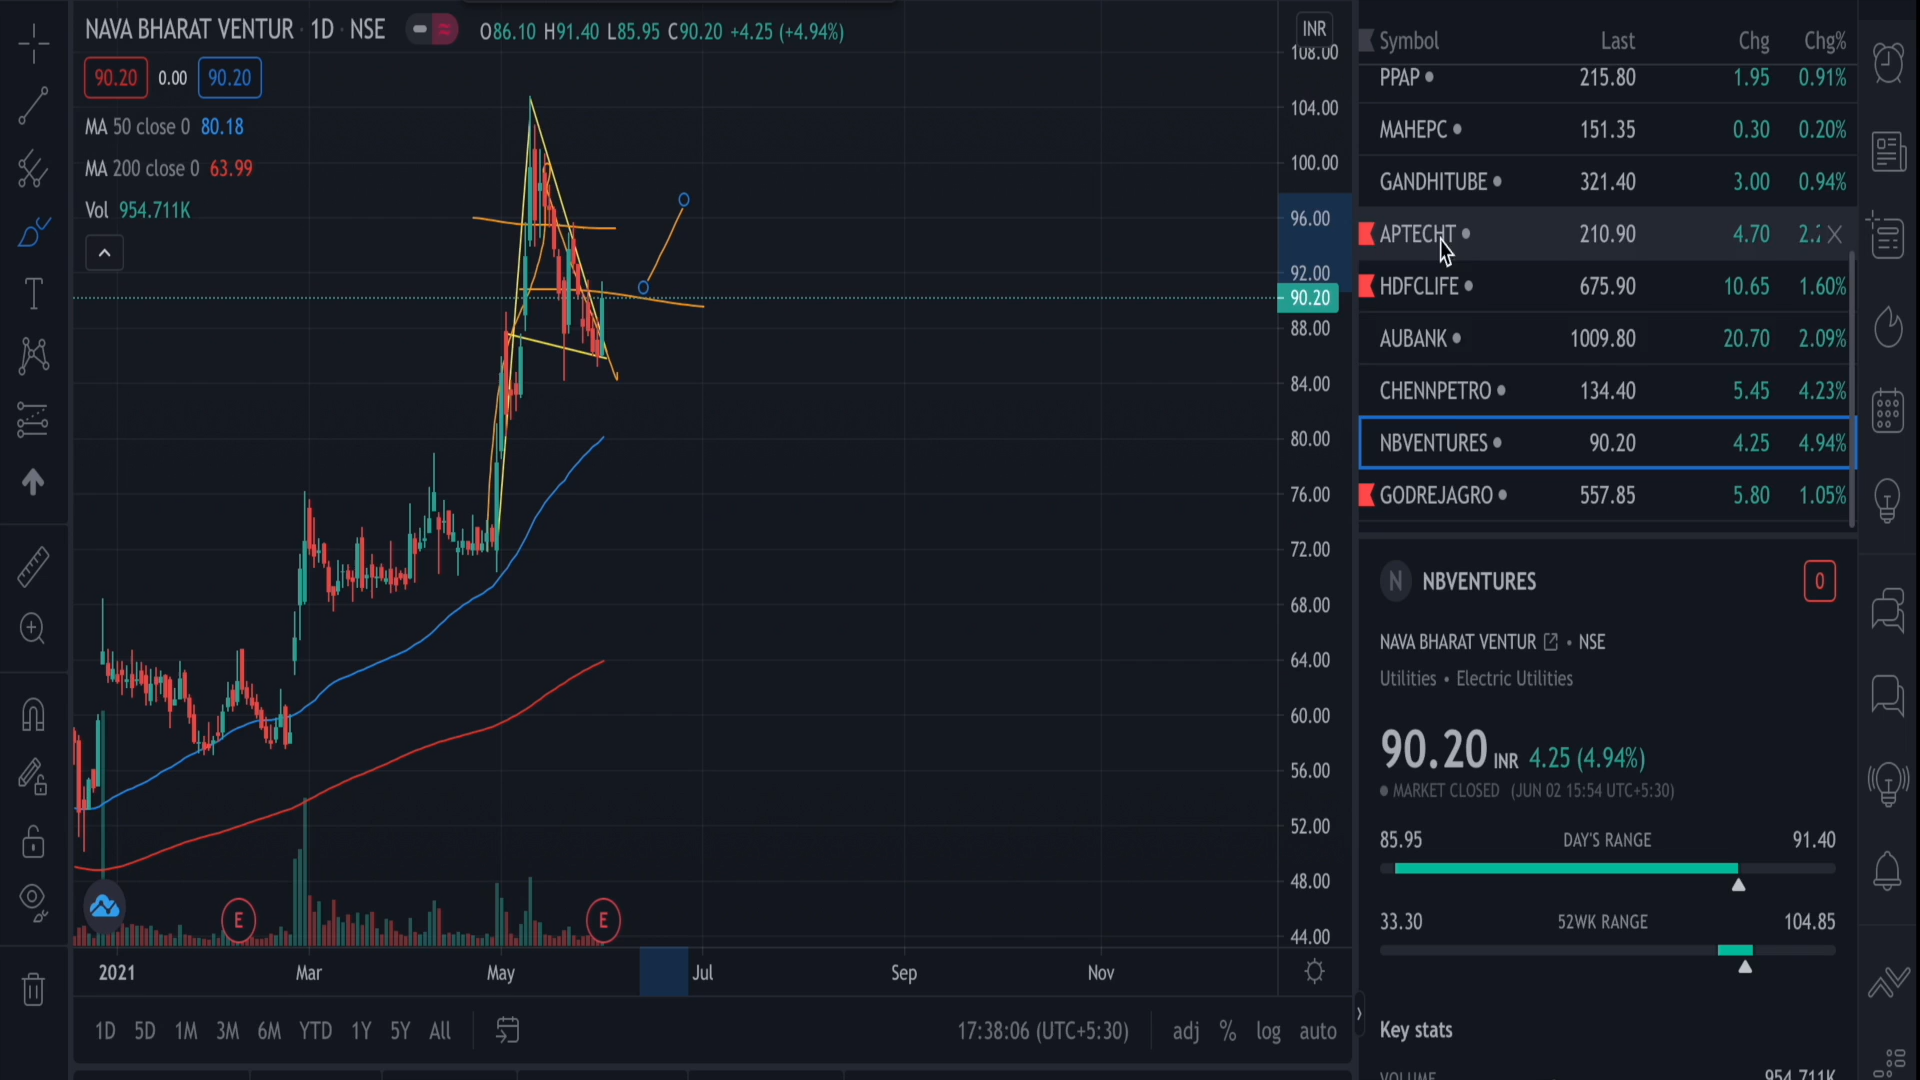 NAVA BHARAT VENTUR · 1D · NSE
O86.10 H91.40 L85.95 C90.20 +4.25 (+4.94%)
90.20 0.00 90.20
MA 50 close 0 80.18
MA 200 close 0 63.99
Vol 954.711K
INR
108.00
104.00
100.00
96.00
92.00
90.20
88.00
84.00
80.00
76.00
72.00
68.00
64.00
60.00
56.00
52.00
48.00
44.00
E E
2021 Mar May Jul Sep Nov
1D 5D 1M 3M 6M YTD 1Y 5Y All
17:38:06 (UTC+5:30) adj % log auto
Symbol Last Chg Chg%
PPAP 215.80 1.95 0.91%
MAHEPC 151.35 0.30 0.20%
GANDHITUBE 321.40 3.00 0.94%
APTECHT 210.90 4.70 2.2
HDFCLIFE 675.90 10.65 1.60%
AUBANK 1009.80 20.70 2.09%
CHENNPETRO 134.40 5.45 4.23%
NBVENTURES 90.20 4.25 4.94%
GODREJAGRO 557.85 5.80 1.05%
N NBVENTURES 0
NAVA BHARAT VENTUR • NSE
Utilities • Electric Utilities
90.20 INR 4.25 (4.94%)
MARKET CLOSED (JUN 02 15:54 UTC+5:30)
85.95 DAY'S RANGE 91.40
33.30 52WK RANGE 104.85
Key stats
VOLUME 954.711K